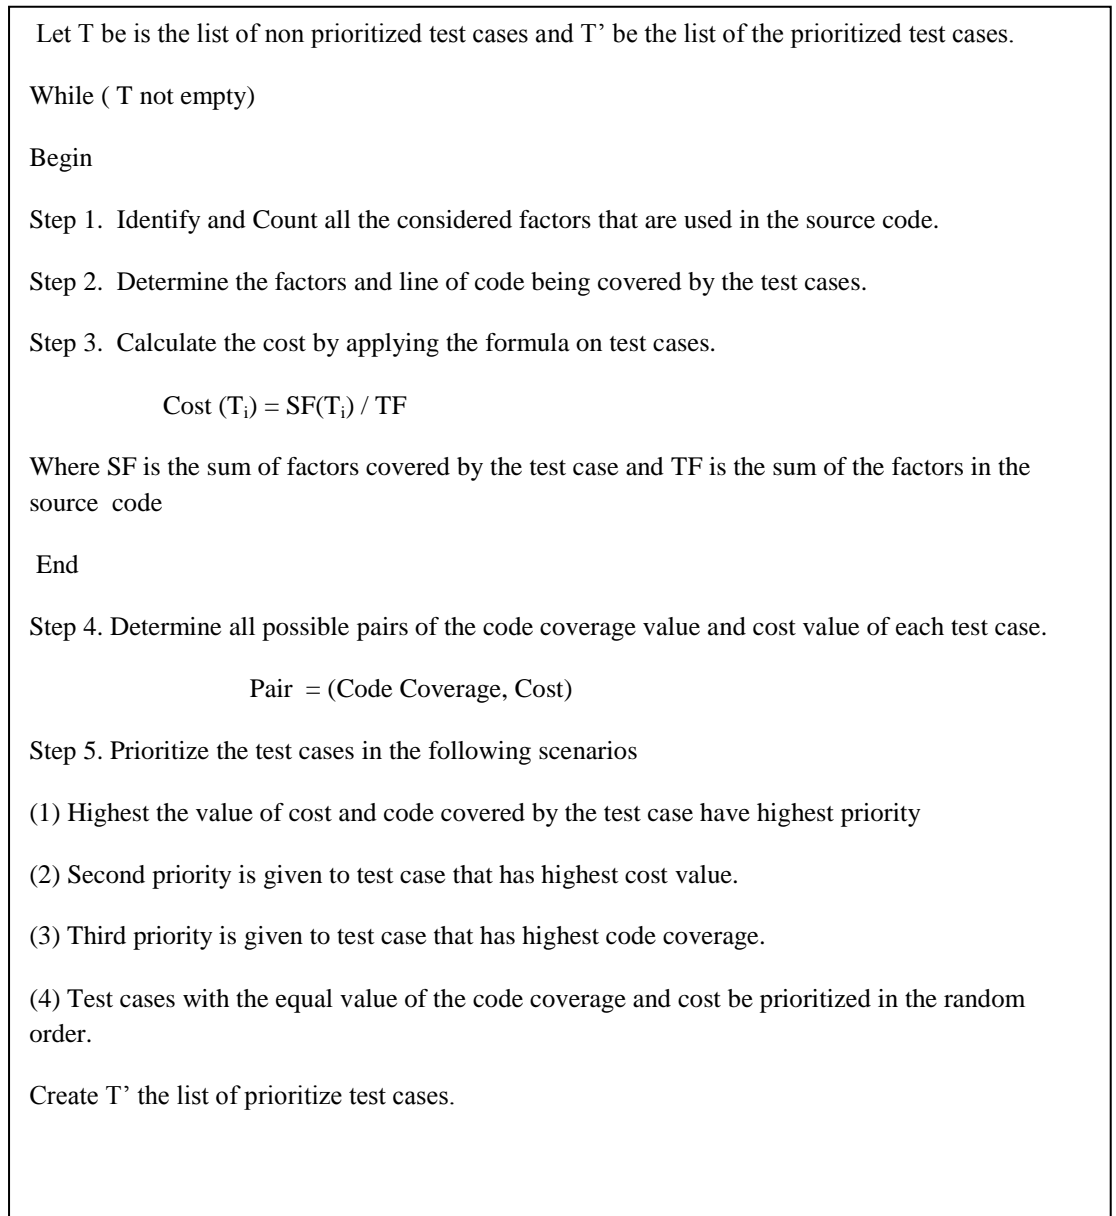 Let T be is the list of non prioritized test cases and T’ be the list of the prioritized test cases.
While ( T not empty)
Begin
Step 1.  Identify and Count all the considered factors that are used in the source code.
Step 2.  Determine the factors and line of code being covered by the test cases.
Step 3.  Calculate the cost by applying the formula on test cases.
Cost (Ti) = SF(Ti) / TF
Where SF is the sum of factors covered by the test case and TF is the sum of the factors in the
source  code
End
Step 4. Determine all possible pairs of the code coverage value and cost value of each test case.
Pair  = (Code Coverage, Cost)
Step 5. Prioritize the test cases in the following scenarios
(1) Highest the value of cost and code covered by the test case have highest priority
(2) Second priority is given to test case that has highest cost value.
(3) Third priority is given to test case that has highest code coverage.
(4) Test cases with the equal value of the code coverage and cost be prioritized in the random
order.
Create T’ the list of prioritize test cases.